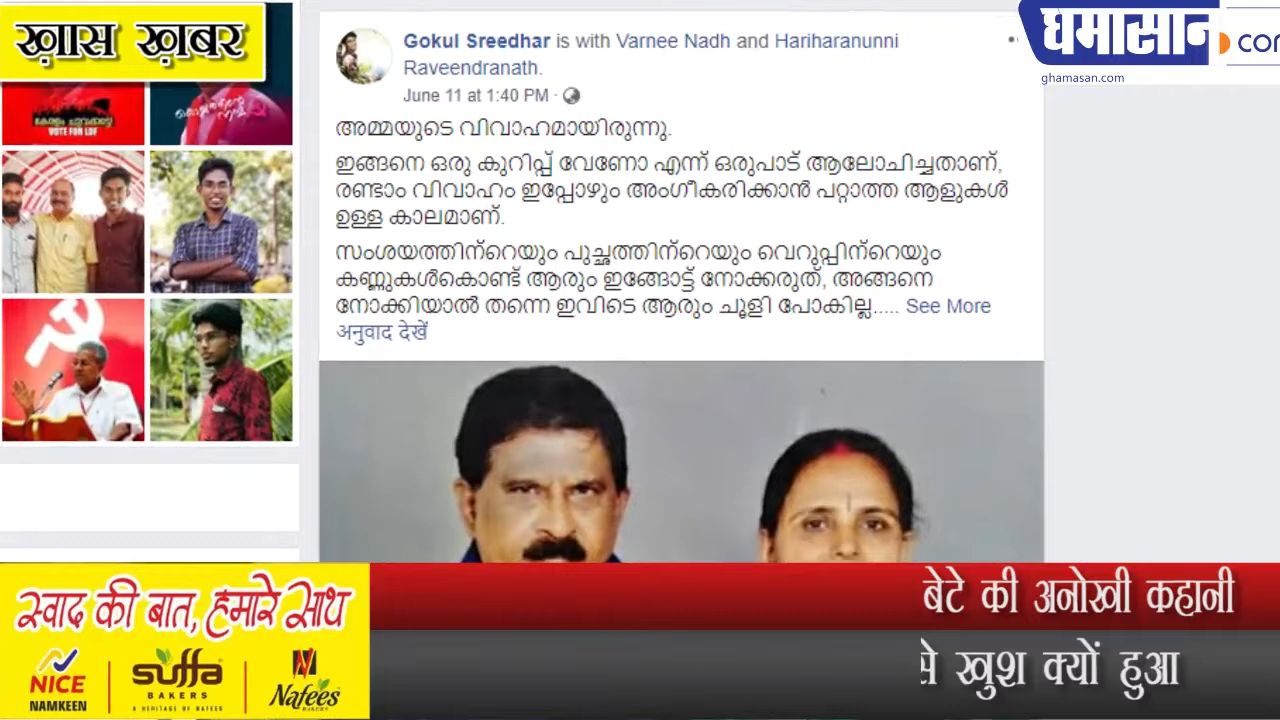 ख़ास ख़बर
VOTE FOR LDF
Gokul Sreedhar is with Varnee Nadh and Hariharanunni
Raveendranath.
June 11 at 1:40 PM ·
അമ്മയുടെ വിവാഹമായിരുന്നു.
ഇങ്ങനെ ഒരു കുറിപ്പ് വേണോ എന്ന് ഒരുപാട് ആലോചിച്ചതാണ്,
രണ്ടാം വിവാഹം ഇപ്പോഴും അംഗീകരിക്കാൻ പറ്റാത്ത ആളുകൾ
ഉള്ള കാലമാണ്.
സംശയത്തിന്റെയും പുച്ഛത്തിന്റെയും വെറുപ്പിന്റെയും
കണ്ണുകൾകൊണ്ട് ആരും ഇങ്ങോട്ട് നോക്കരുത്, അങ്ങനെ
നോക്കിയാൽ തന്നെ ഇവിടെ ആരും ചൂളി പോകില്ല..... See More
अनुवाद देखें
घमासान
.com
ghamasan.com
बेटे की अनोखी कहानी
से खुश क्यों हुआ
स्वाद की बात, हमारे साथ
NICE
NAMKEEN
suffa
BAKERS
A HERITAGE OF NAFEES
N
Nafees
BAKERS